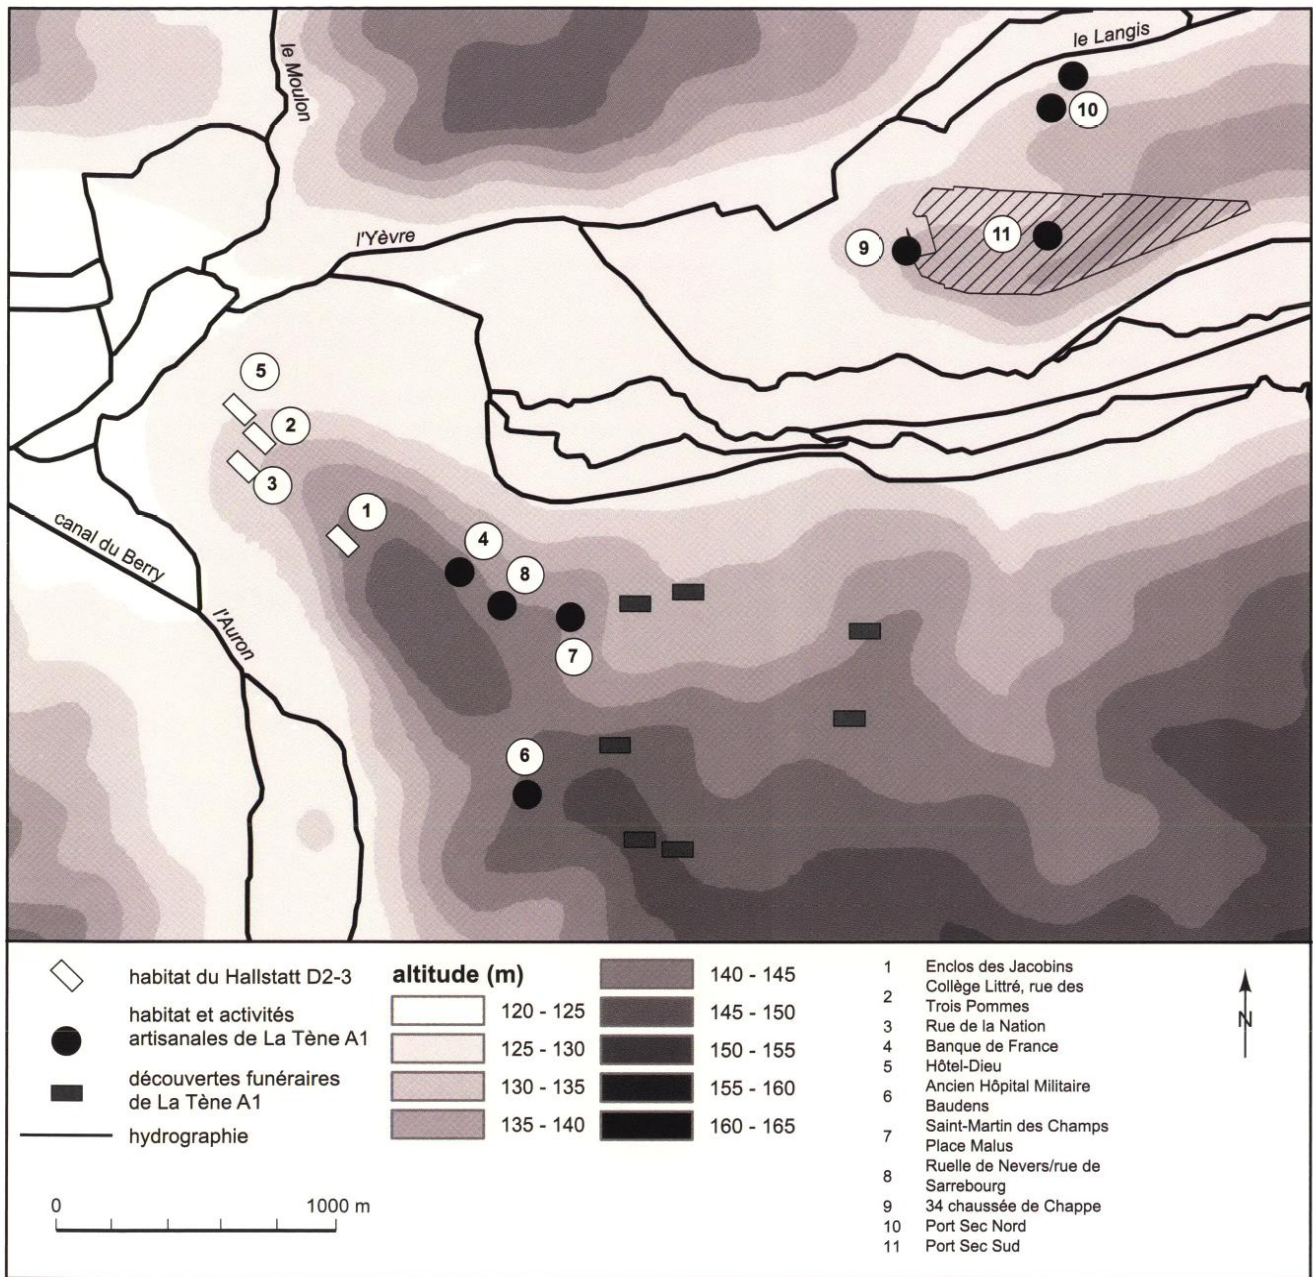 le Moulon
le Langis
10
l'Yèvre
9
11
5
2
3
1
canal du Berry
4
8
l'Auron
7
6
habitat du Hallstatt D2-3
habitat et activités
artisanales de La Tène A1
découvertes funéraires
de La Tène A1
hydrographie
0 1000 m
altitude (m)
120 - 125
125 - 130
130 - 135
135 - 140
140 - 145
145 - 150
150 - 155
155 - 160
160 - 165
1 Enclos des Jacobins
2 Collège Littré, rue des
Trois Pommes
3 Rue de la Nation
4 Banque de France
5 Hôtel-Dieu
6 Ancien Hôpital Militaire
Baudens
7 Saint-Martin des Champs
Place Malus
8 Ruelle de Nevers/rue de
Sarrebourg
9 34 chaussée de Chappe
10 Port Sec Nord
11 Port Sec Sud
N